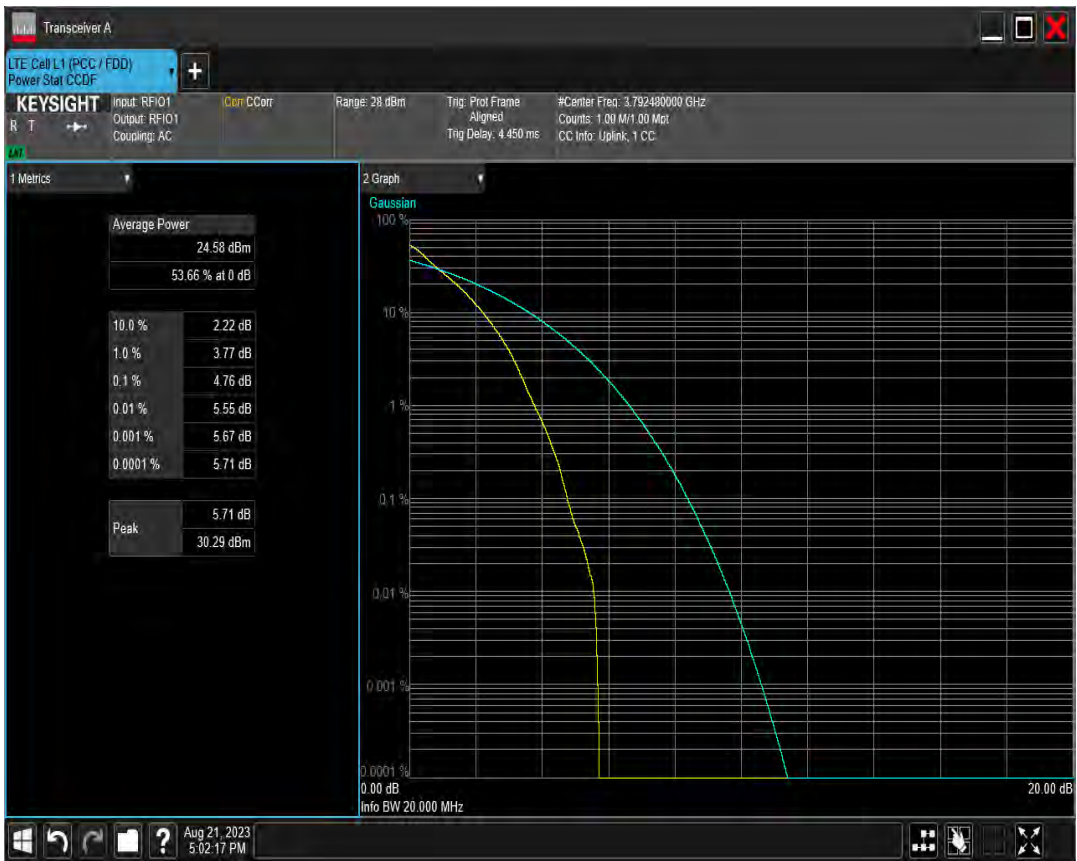 Transceiver A
LTE Cell L1 (PCC / FDD)
Power Stat CCDF
KEYSIGHT
R T
LXI
Input: RFIO1
Output: RFIO1
Coupling: AC
Corr CCorr
Range: 28 dBm
Trig: Prot Frame
Aligned
Trig Delay: 4.450 ms
#Center Freq: 3.792480000 GHz
Counts: 1.00 M/1.00 Mpt
CC Info: Uplink, 1 CC
1 Metrics
Average Power
24.58 dBm
53.66 % at 0 dB
10.0 % 2.22 dB
1.0 % 3.77 dB
0.1 % 4.76 dB
0.01 % 5.55 dB
0.001 % 5.67 dB
0.0001 % 5.71 dB
Peak
5.71 dB
30.29 dBm
2 Graph
Gaussian
100 %
10 %
1 %
0.1 %
0.01 %
0.001 %
0.0001 %
0.00 dB 20.00 dB
Info BW 20.000 MHz
?
Aug 21, 2023
5:02:17 PM